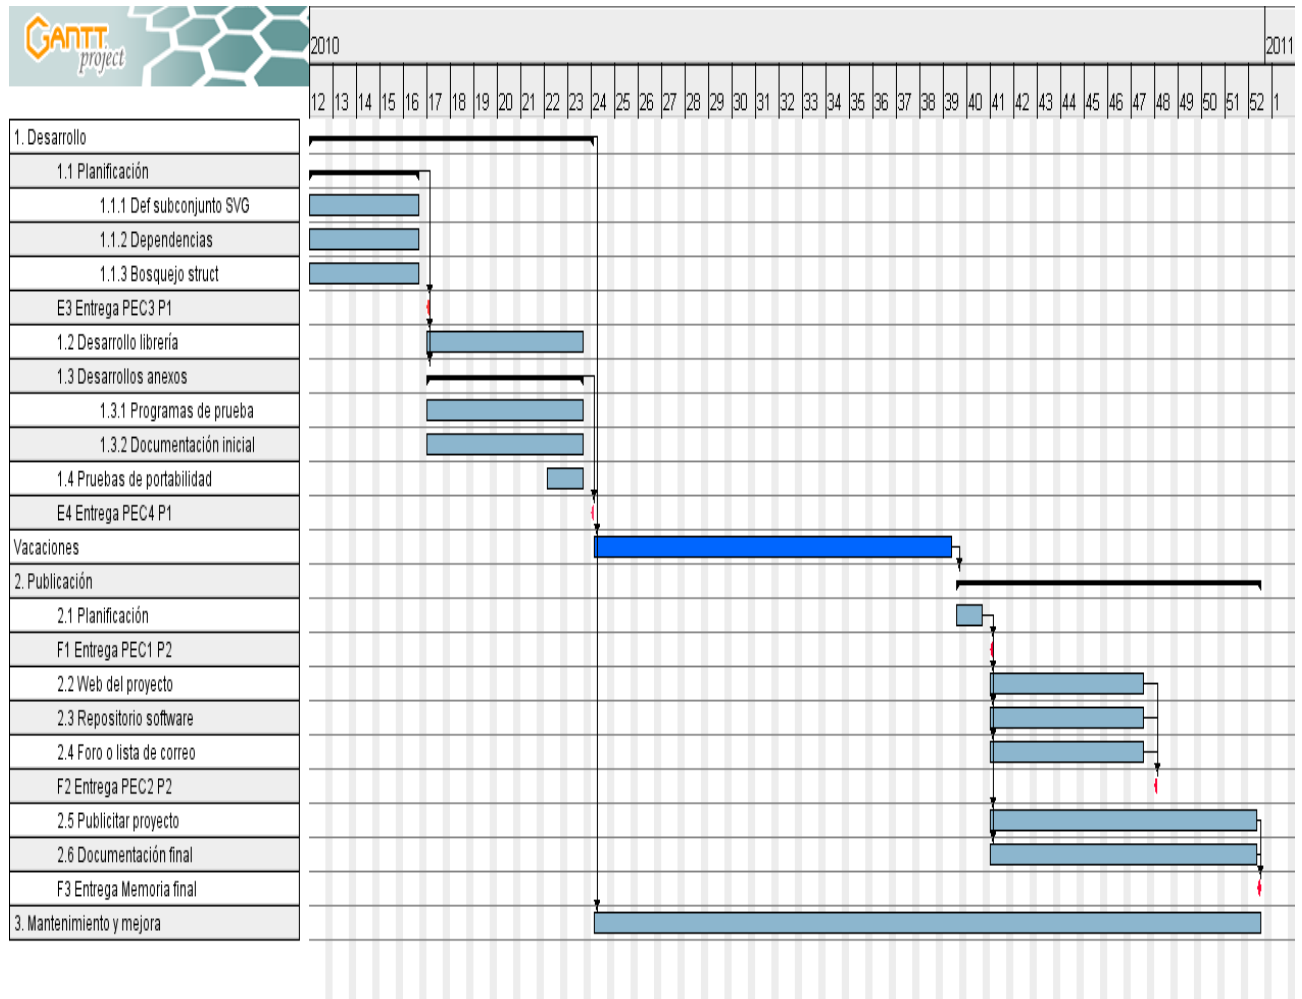 GANTT
project
2010 2011
12 13 14 15 16 17 18 19 20 21 22 23 24 25 26 27 28 29 30 31 32 33 34 35 36 37 38 39 40 41 42 43 44 45 46 47 48 49 50 51 52 1
1. Desarrollo
1.1 Planificación
1.1.1 Def subconjunto SVG
1.1.2 Dependencias
1.1.3 Bosquejo struct
E3 Entrega PEC3 P1
1.2 Desarrollo librería
1.3 Desarrollos anexos
1.3.1 Programas de prueba
1.3.2 Documentación inicial
1.4 Pruebas de portabilidad
E4 Entrega PEC4 P1
Vacaciones
2. Publicación
2.1 Planificación
F1 Entrega PEC1 P2
2.2 Web del proyecto
2.3 Repositorio software
2.4 Foro o lista de correo
F2 Entrega PEC2 P2
2.5 Publicitar proyecto
2.6 Documentación final
F3 Entrega Memoria final
3. Mantenimiento y mejora